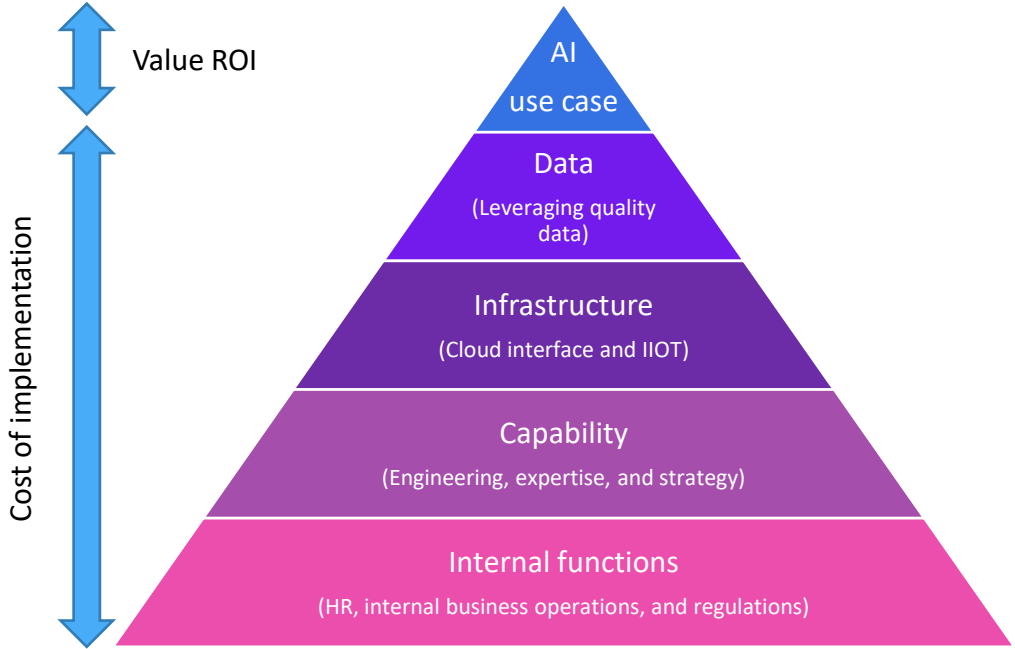 Value ROI
AI
use case
Data
(Leveraging quality
data)
Infrastructure
(Cloud interface and IIOT)
Cost of implementation
Capability
(Engineering, expertise, and strategy)
Internal functions
(HR, internal business operations, and regulations)